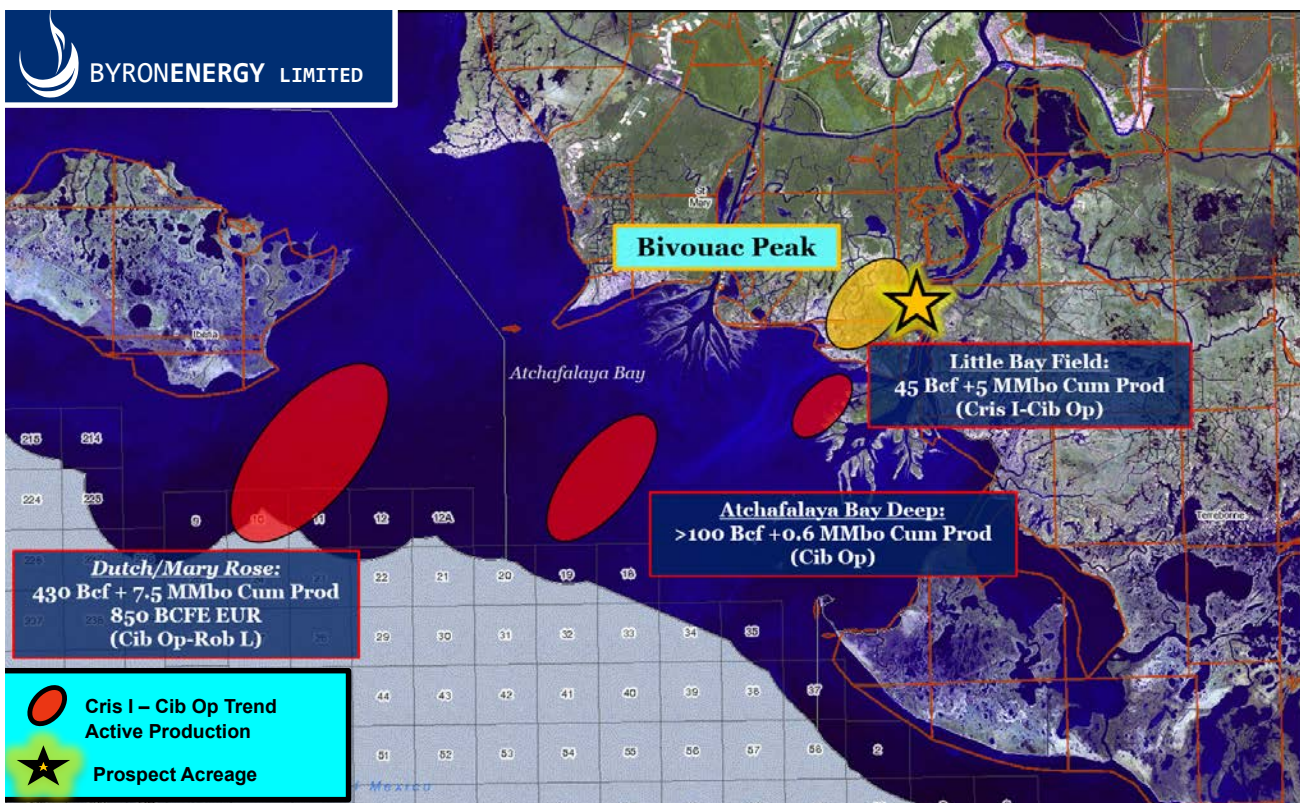 BYRONENERGY LIMITED
St
Mary
Bivouac Peak
Iberia
Atchafalaya Bay
Little Bay Field:
45 Bcf +5 MMbo Cum Prod
(Cris I-Cib Op)
215 214
224 225
9 10 11 12 12A
Atchafalaya Bay Deep:
>100 Bcf +0.6 MMbo Cum Prod
(Cib Op)
Terrebonne
Dutch/Mary Rose:
430 Bcf + 7.5 MMbo Cum Prod
850 BCFE EUR
(Cib Op-Rob L)
22 21 20 19 18
29 30 31 32 33 34 35
44 43 42 41 40 39 38 37
51 52 53 54 55 56 57 58 2
Cris I – Cib Op Trend
Active Production
Prospect Acreage
Mexico